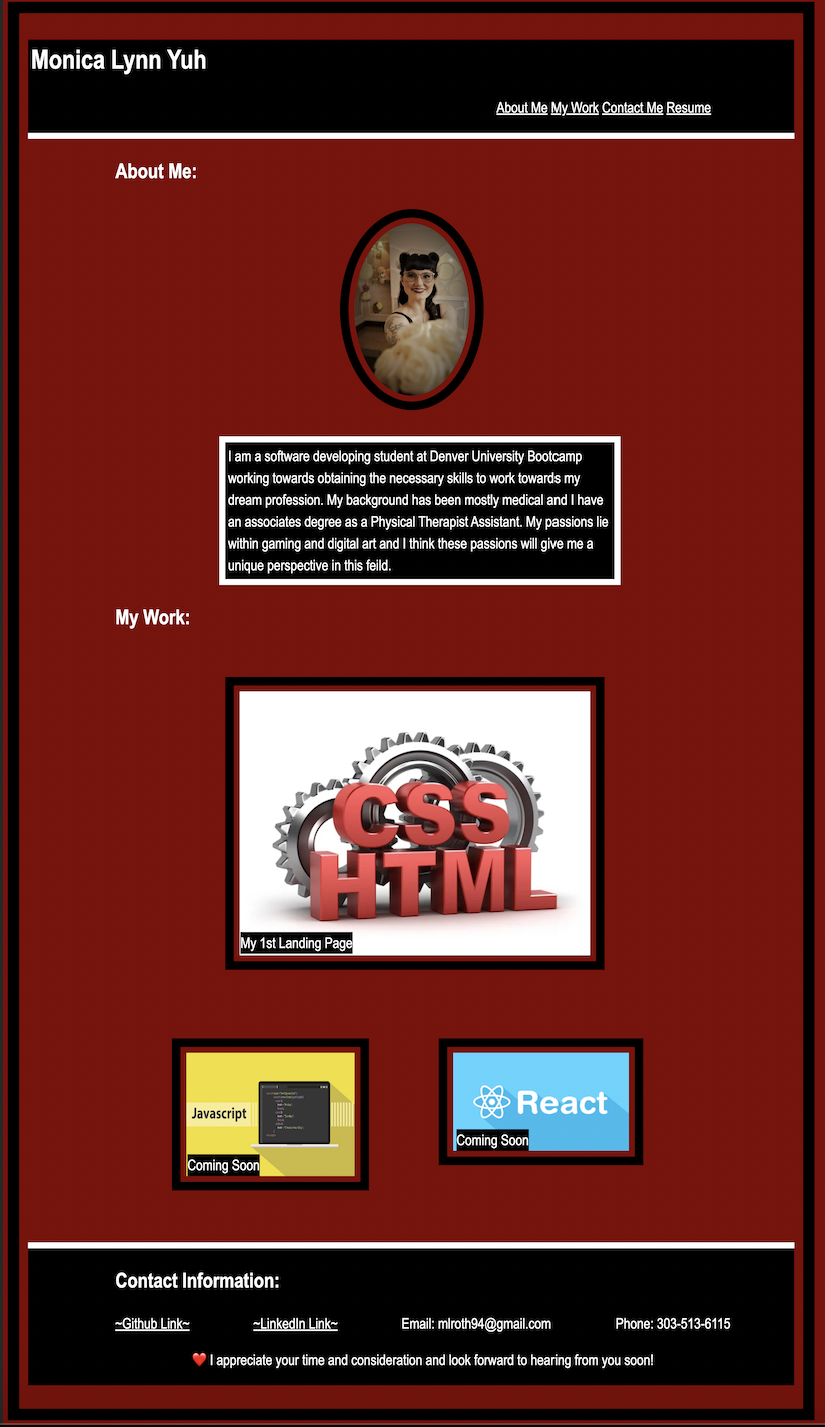 Monica Lynn Yuh
About Me My Work Contact Me Resume
About Me:
I am a software developing student at Denver University Bootcamp
working towards obtaining the necessary skills to work towards my
dream profession. My background has been mostly medical and I have
an associates degree as a Physical Therapist Assistant. My passions lie
within gaming and digital art and I think these passions will give me a
unique perspective in this feild.
My Work:
CSS
HTML
My 1st Landing Page
Javascript
Coming Soon
React
Coming Soon
Contact Information:
~Github Link~ ~LinkedIn Link~ Email: mlroth94@gmail.com Phone: 303-513-6115
❤️ I appreciate your time and consideration and look forward to hearing from you soon!